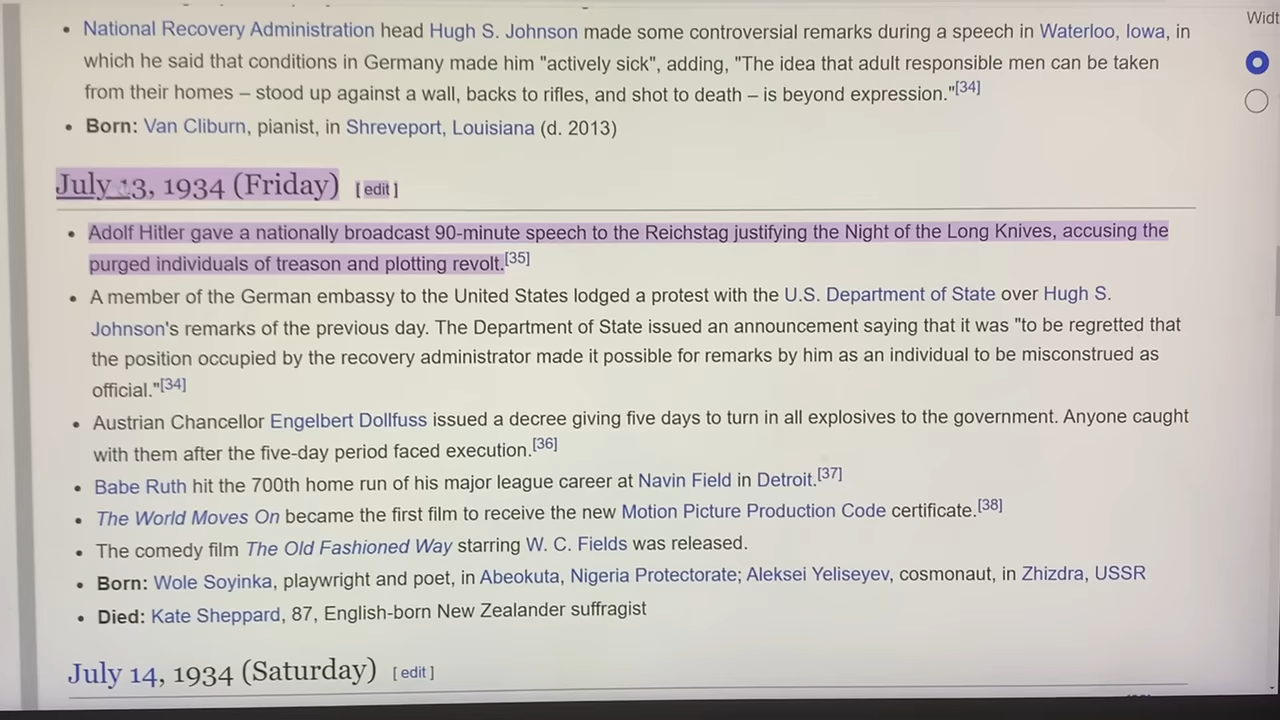 Widt
• National Recovery Administration head Hugh S. Johnson made some controversial remarks during a speech in Waterloo, Iowa, in
which he said that conditions in Germany made him "actively sick", adding, "The idea that adult responsible men can be taken
from their homes – stood up against a wall, backs to rifles, and shot to death – is beyond expression."[34]
• Born: Van Cliburn, pianist, in Shreveport, Louisiana (d. 2013)
July 13, 1934 (Friday) [ edit ]
• Adolf Hitler gave a nationally broadcast 90-minute speech to the Reichstag justifying the Night of the Long Knives, accusing the
purged individuals of treason and plotting revolt.[35]
• A member of the German embassy to the United States lodged a protest with the U.S. Department of State over Hugh S.
Johnson's remarks of the previous day. The Department of State issued an announcement saying that it was "to be regretted that
the position occupied by the recovery administrator made it possible for remarks by him as an individual to be misconstrued as
official."[34]
• Austrian Chancellor Engelbert Dollfuss issued a decree giving five days to turn in all explosives to the government. Anyone caught
with them after the five-day period faced execution.[36]
• Babe Ruth hit the 700th home run of his major league career at Navin Field in Detroit.[37]
• The World Moves On became the first film to receive the new Motion Picture Production Code certificate.[38]
• The comedy film The Old Fashioned Way starring W. C. Fields was released.
• Born: Wole Soyinka, playwright and poet, in Abeokuta, Nigeria Protectorate; Aleksei Yeliseyev, cosmonaut, in Zhizdra, USSR
• Died: Kate Sheppard, 87, English-born New Zealander suffragist
July 14, 1934 (Saturday) [ edit ]